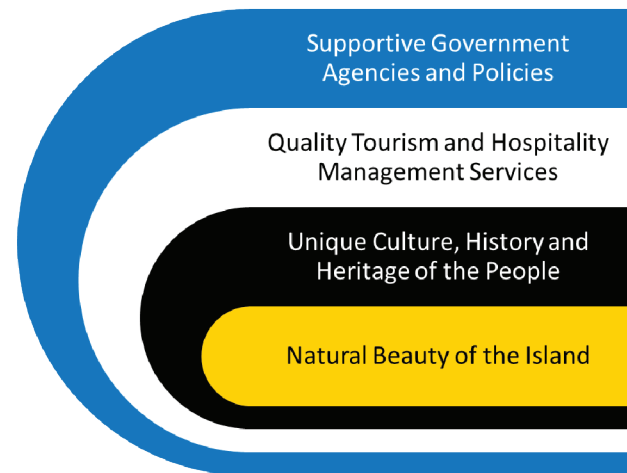 Supportive Government
Agencies and Policies
Quality Tourism and Hospitality
Management Services
Unique Culture, History and
Heritage of the People
Natural Beauty of the Island